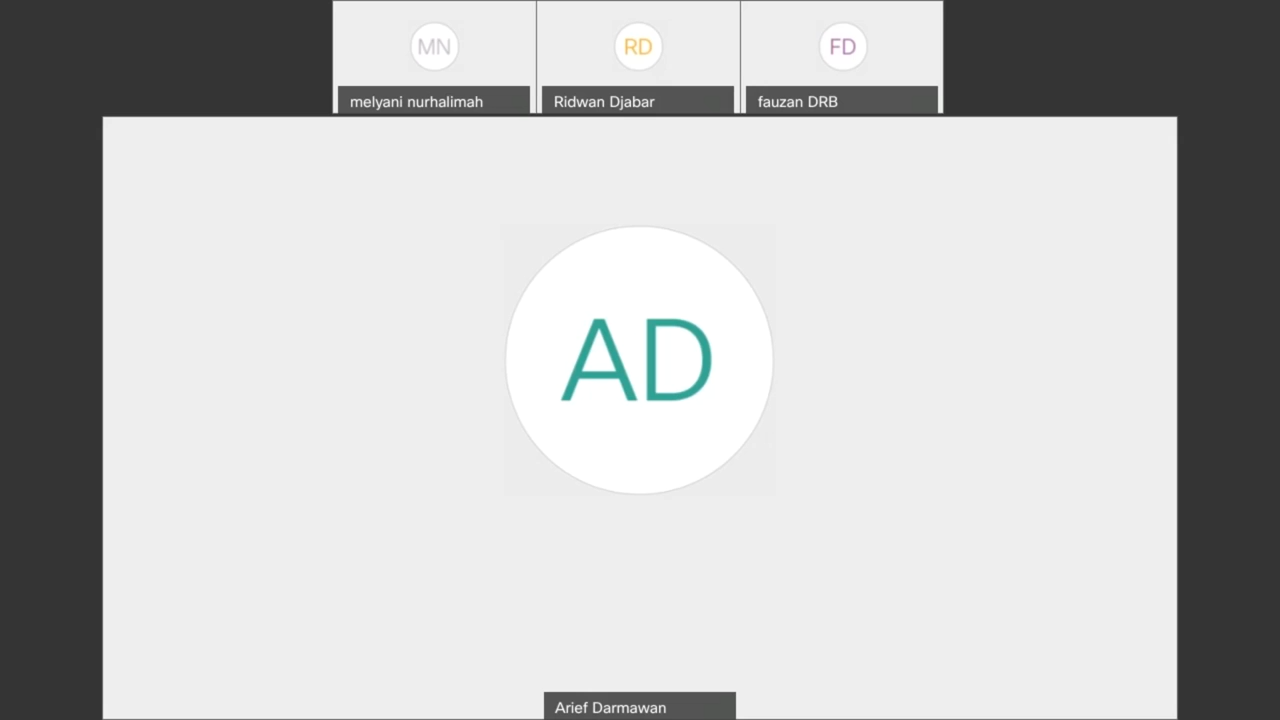 MN
RD
FD
melyani nurhalimah
Ridwan Djabar
fauzan DRB
AD
Arief Darmawan